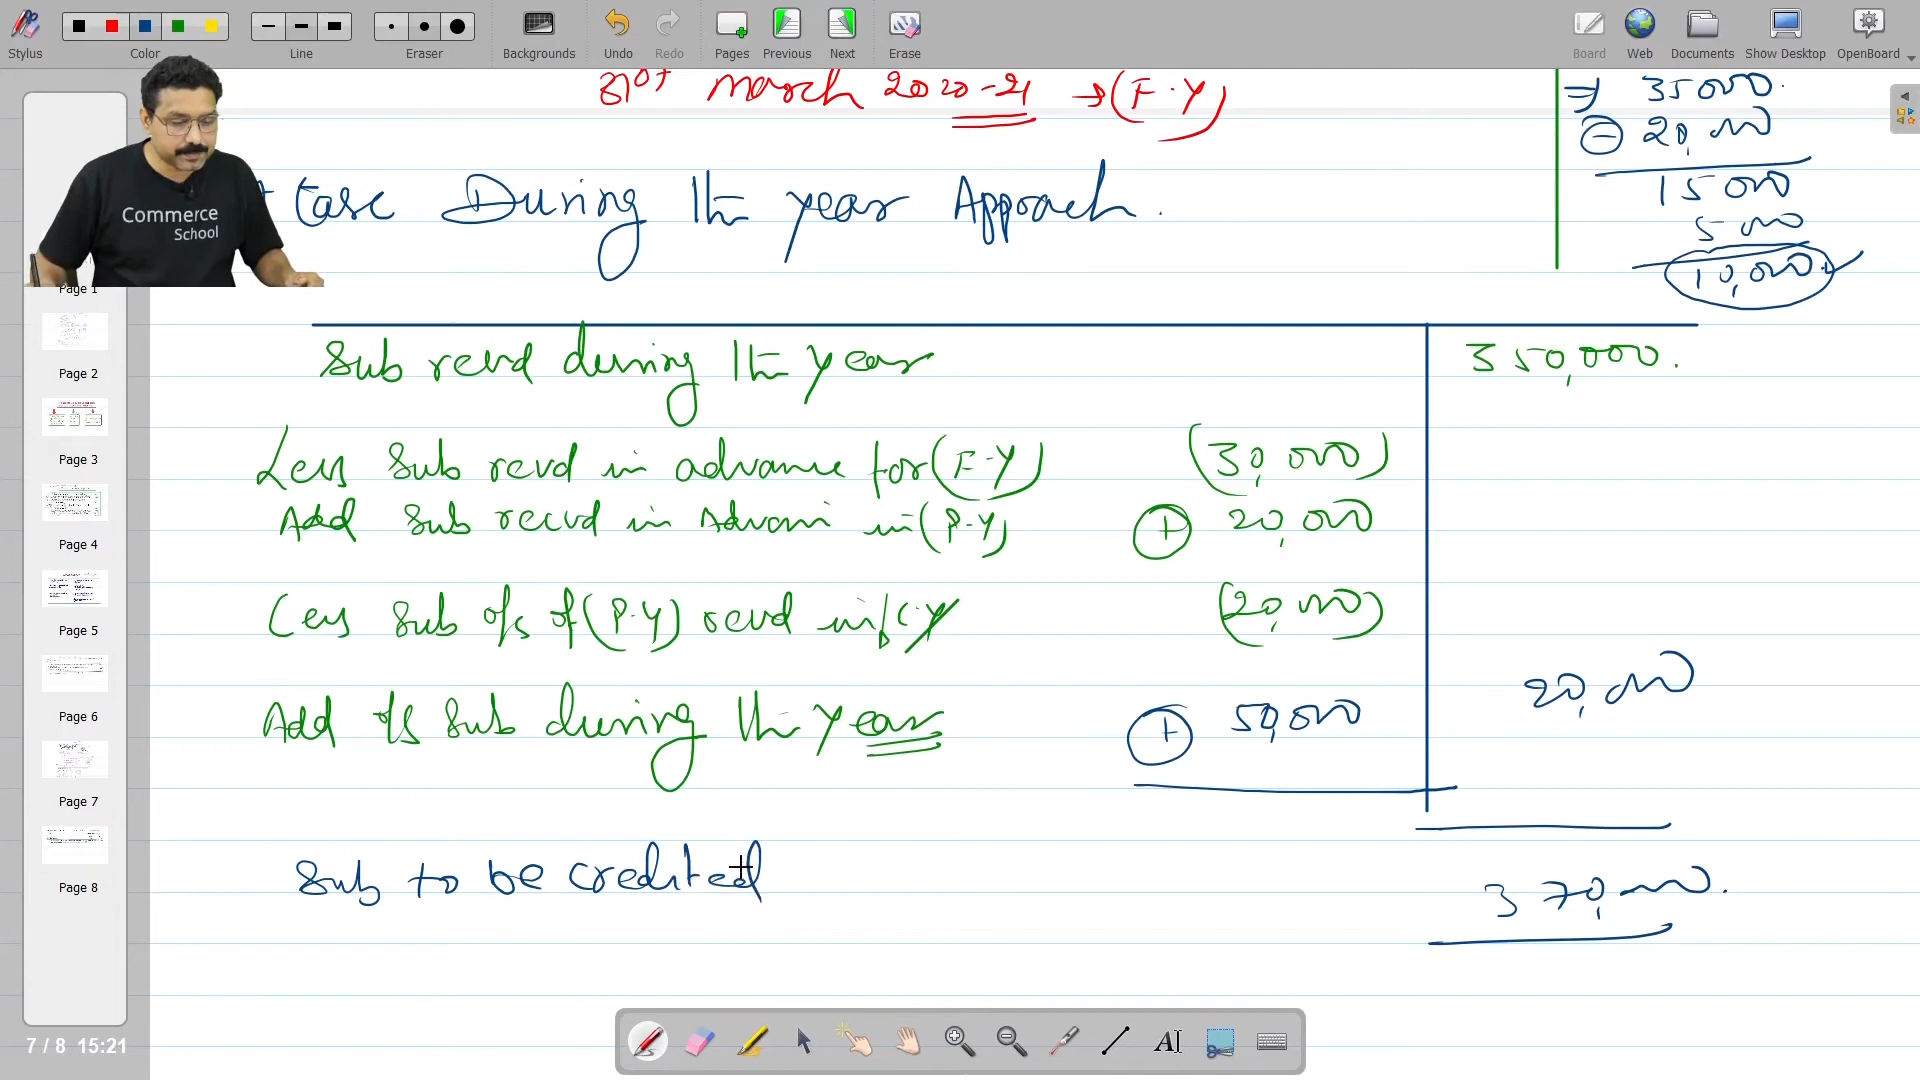 Stylus
Color
Line
Eraser
Backgrounds
Undo
Redo
Pages
Previous
Next
Erase
Board
Web
Documents
Show Desktop
OpenBoard
31st March 2020-21 → (F.Y)
⇒ 35000.
(-) 20,000
15000
5000
10,000
Case During the year Approach.
Commerce
School
Page 1
Page 2
Page 3
Page 4
Page 5
Page 6
Page 7
Page 8
7 / 8 15:21
Sub recvd during the year 350,000.
Less Sub recvd in advance for (F.Y) (30,000)
Add Sub recvd in Advance in (P.Y) (+) 20,000
Less Sub o/s of (P.Y) recvd in C.Y (20,000)
Add o/s Sub during the year (+) 50,000 20,000
Sub to be credited 370,000.